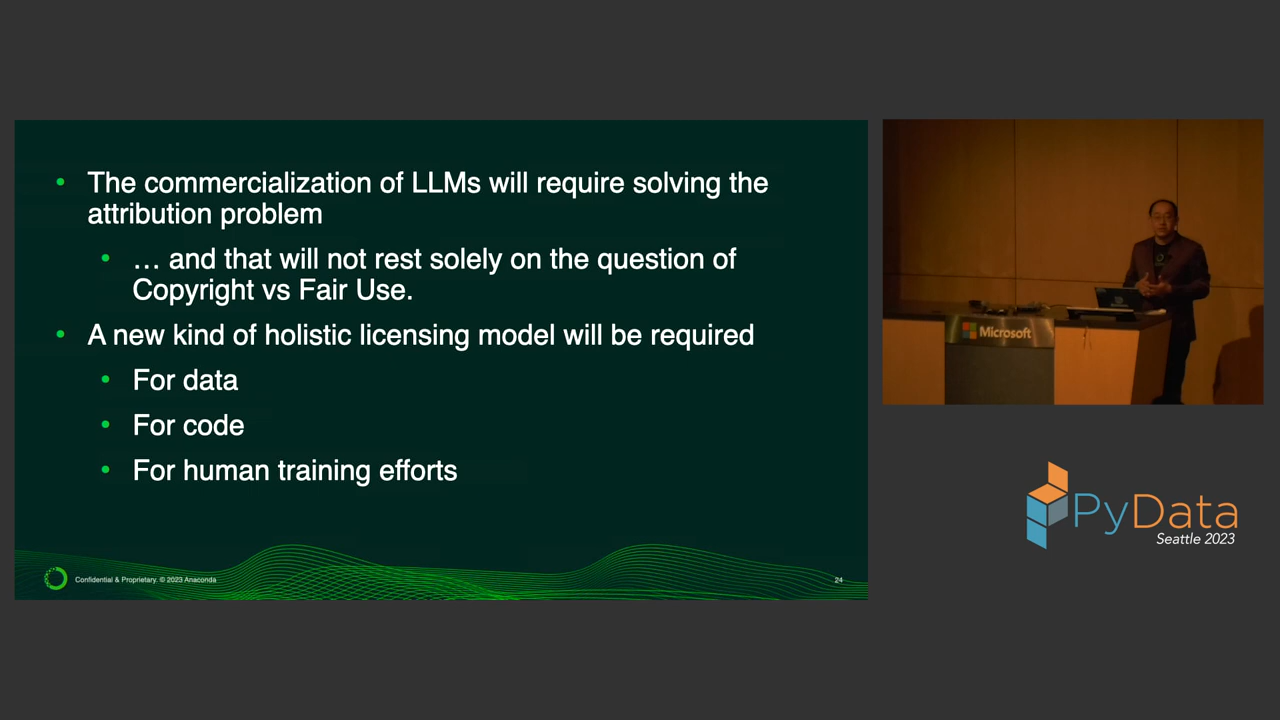 • The commercialization of LLMs will require solving the
attribution problem
• … and that will not rest solely on the question of
Copyright vs Fair Use.
• A new kind of holistic licensing model will be required
• For data
• For code
• For human training efforts
Confidential & Proprietary. © 2023 Anaconda
24
Microsoft
PyData
Seattle 2023